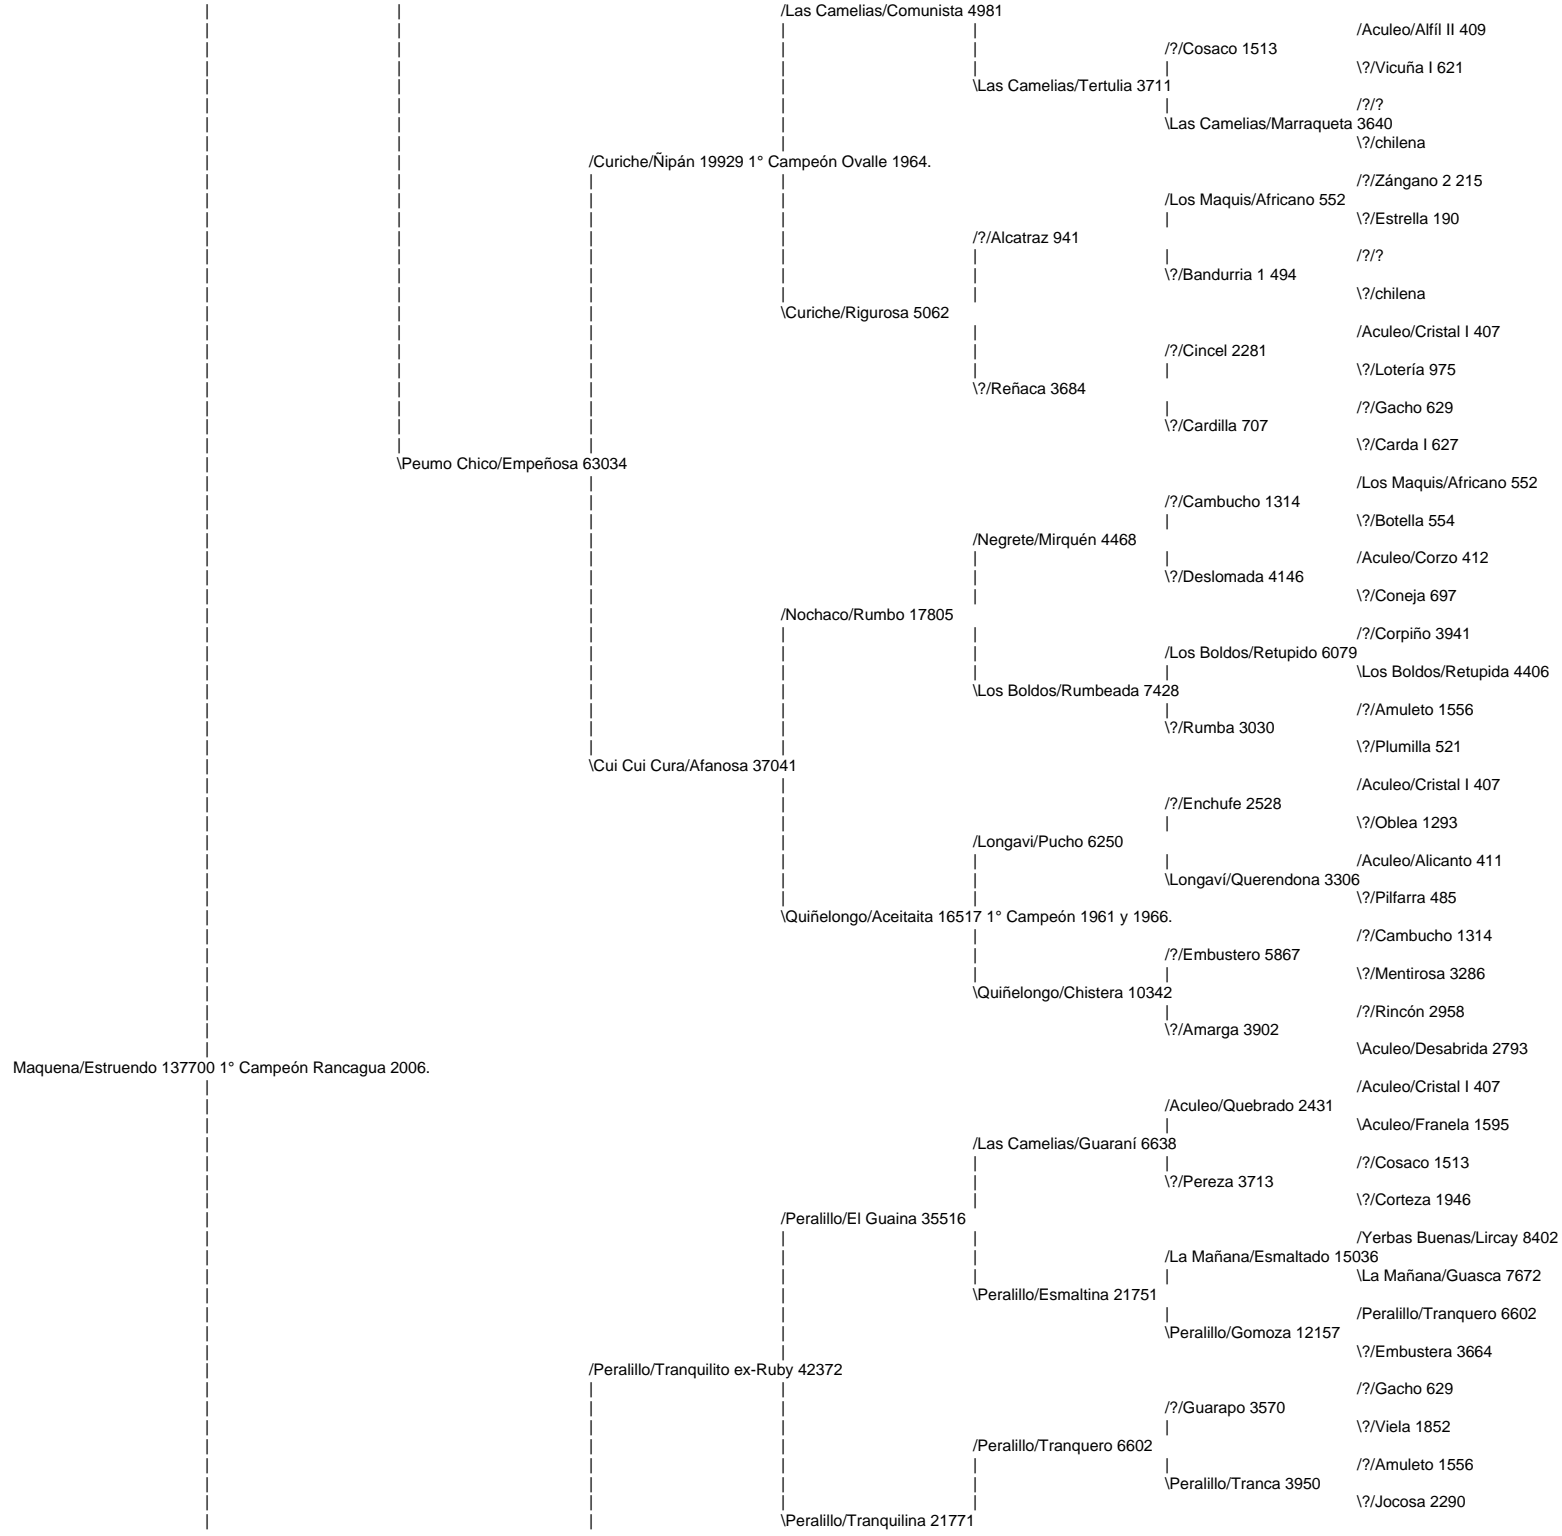 /Las Camelias/Comunista 4981
/Aculeo/Alfíl II 409
/?/Cosaco 1513
\?/Vicuña I 621
\Las Camelias/Tertulia 3711
/?/?
\Las Camelias/Marraqueta 3640
\?/chilena
/Curiche/Ñipán 19929 1° Campeón Ovalle 1964.
/?/Zángano 2 215
/Los Maquis/Africano 552
\?/Estrella 190
/?/Alcatraz 941
/?/?
\?/Bandurria 1 494
\?/chilena
\Curiche/Rigurosa 5062
/Aculeo/Cristal I 407
/?/Cincel 2281
\?/Lotería 975
\?/Reñaca 3684
/?/Gacho 629
\?/Cardilla 707
\?/Carda I 627
\Peumo Chico/Empeñosa 63034
/Los Maquis/Africano 552
/?/Cambucho 1314
\?/Botella 554
/Negrete/Mirquén 4468
/Aculeo/Corzo 412
\?/Deslomada 4146
\?/Coneja 697
/Nochaco/Rumbo 17805
/?/Corpiño 3941
/Los Boldos/Retupido 6079
\Los Boldos/Retupida 4406
\Los Boldos/Rumbeada 7428
/?/Amuleto 1556
\?/Rumba 3030
\?/Plumilla 521
\Cui Cui Cura/Afanosa 37041
/Aculeo/Cristal I 407
/?/Enchufe 2528
\?/Oblea 1293
/Longavi/Pucho 6250
/Aculeo/Alicanto 411
\Longaví/Querendona 3306
\?/Pilfarra 485
\Quiñelongo/Aceitaita 16517 1° Campeón 1961 y 1966.
/?/Cambucho 1314
/?/Embustero 5867
\?/Mentirosa 3286
\Quiñelongo/Chistera 10342
/?/Rincón 2958
\?/Amarga 3902
\Aculeo/Desabrida 2793
Maquena/Estruendo 137700 1° Campeón Rancagua 2006.
/Aculeo/Cristal I 407
/Aculeo/Quebrado 2431
\Aculeo/Franela 1595
/Las Camelias/Guaraní 6638
/?/Cosaco 1513
\?/Pereza 3713
\?/Corteza 1946
/Peralillo/El Guaina 35516
/Yerbas Buenas/Lircay 8402
/La Mañana/Esmaltado 15036
\La Mañana/Guasca 7672
\Peralillo/Esmaltina 21751
/Peralillo/Tranquero 6602
\Peralillo/Gomoza 12157
\?/Embustera 3664
/Peralillo/Tranquilito ex-Ruby 42372
/?/Gacho 629
/?/Guarapo 3570
\?/Viela 1852
/Peralillo/Tranquero 6602
/?/Amuleto 1556
\Peralillo/Tranca 3950
\?/Jocosa 2290
\Peralillo/Tranquilina 21771